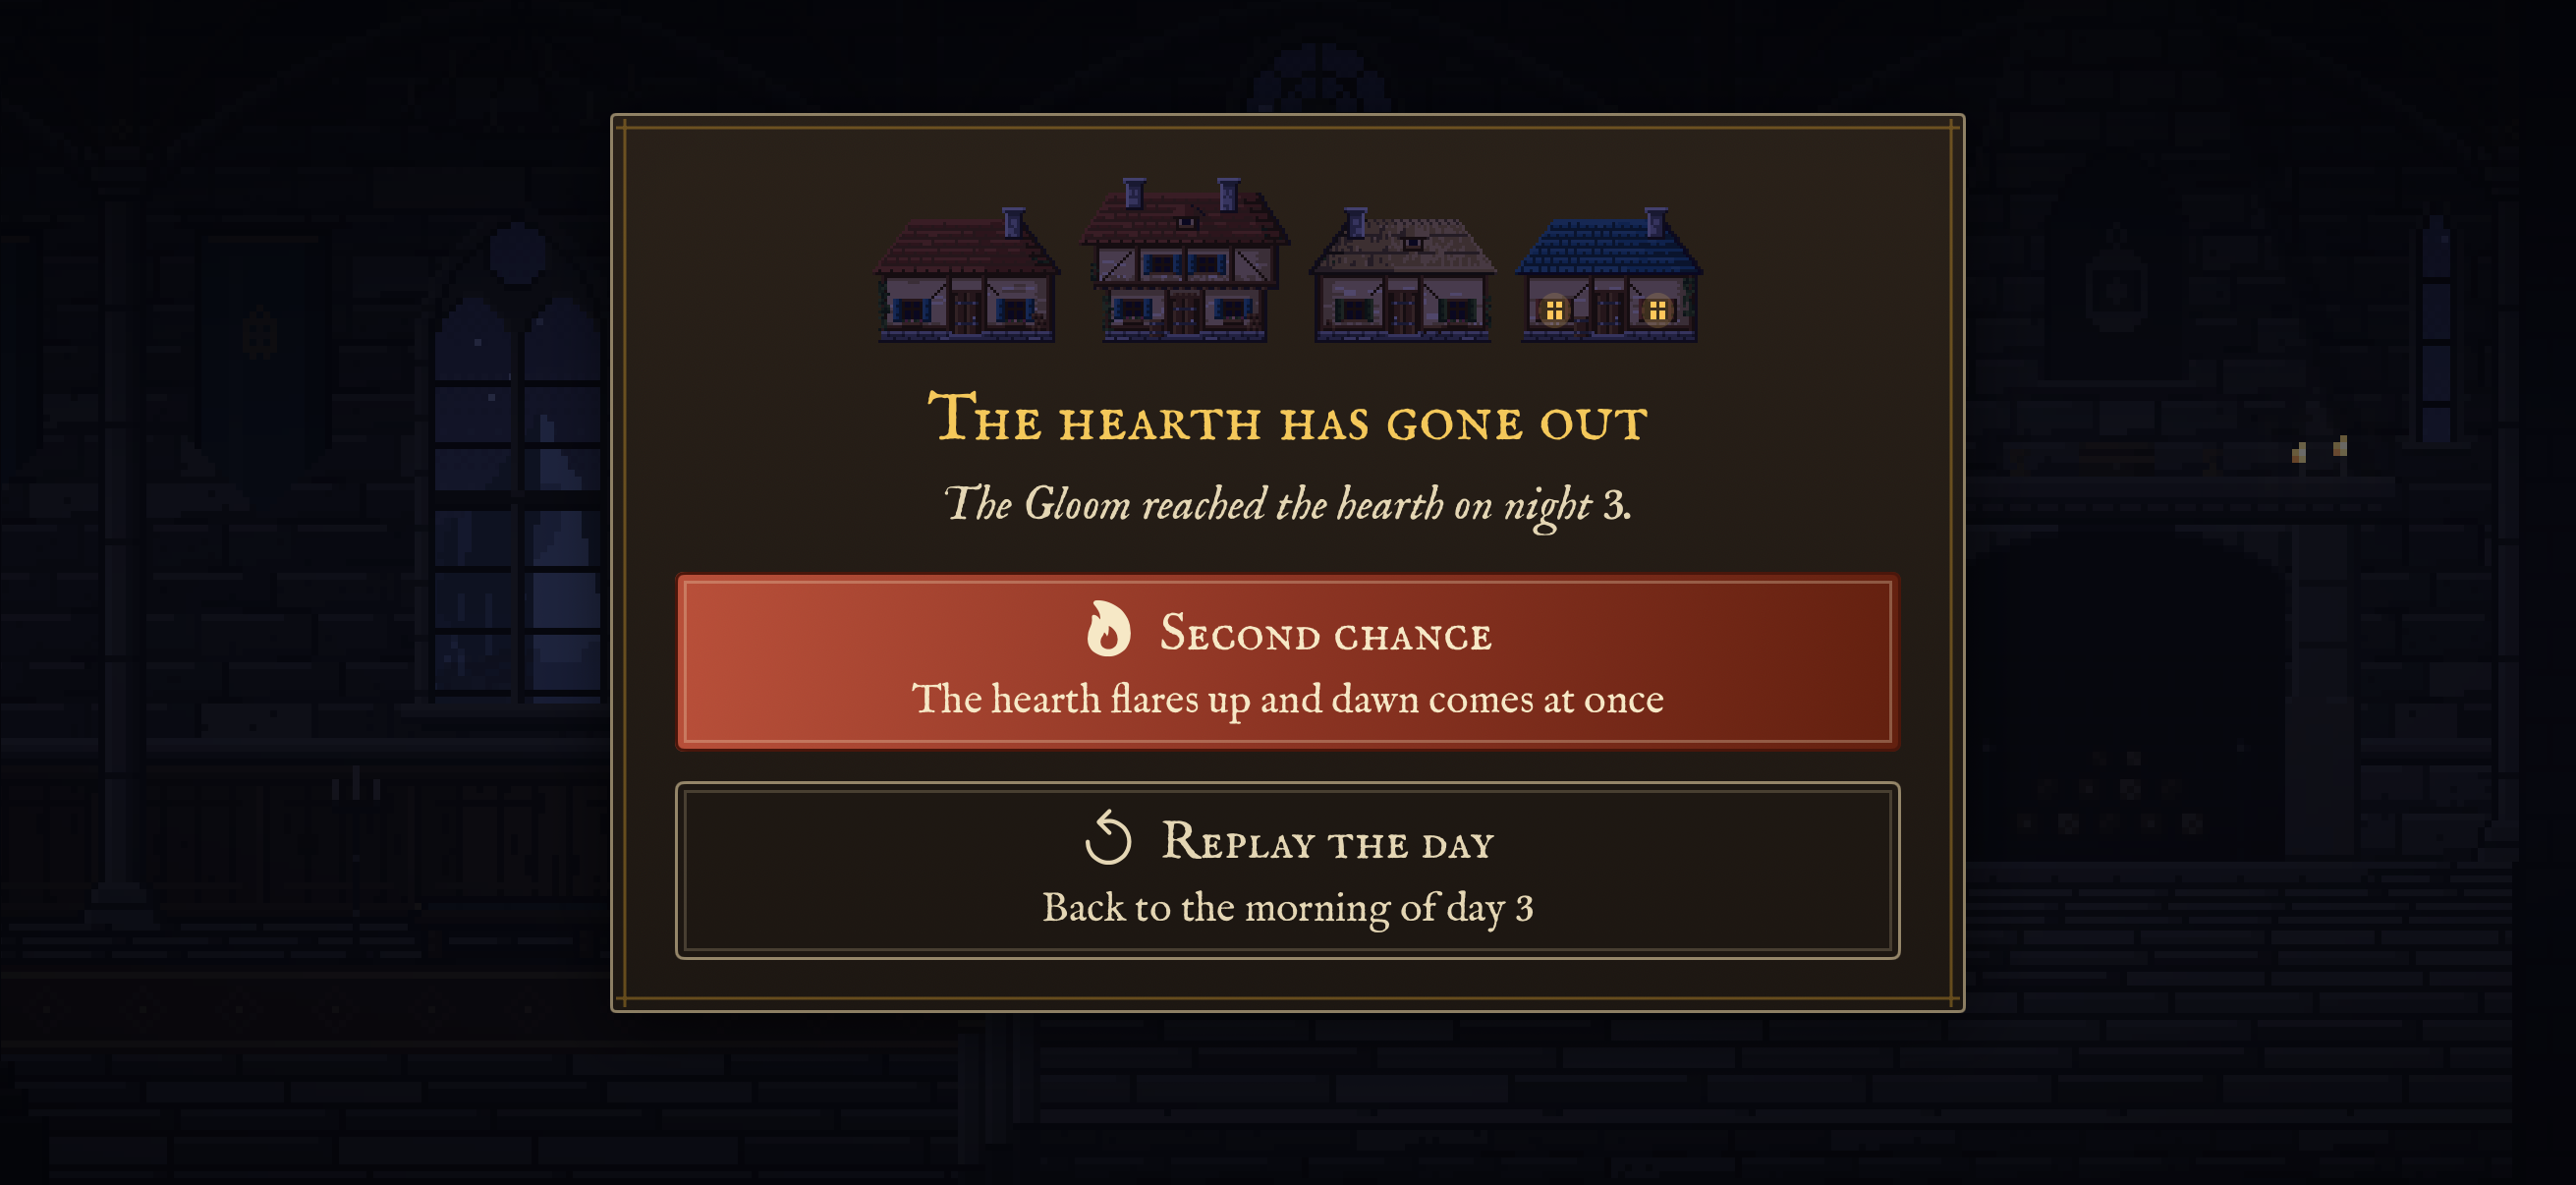 The hearth has gone out
The Gloom reached the hearth on night 3.
Second chance
The hearth flares up and dawn comes at once
Replay the day
Back to the morning of day 3